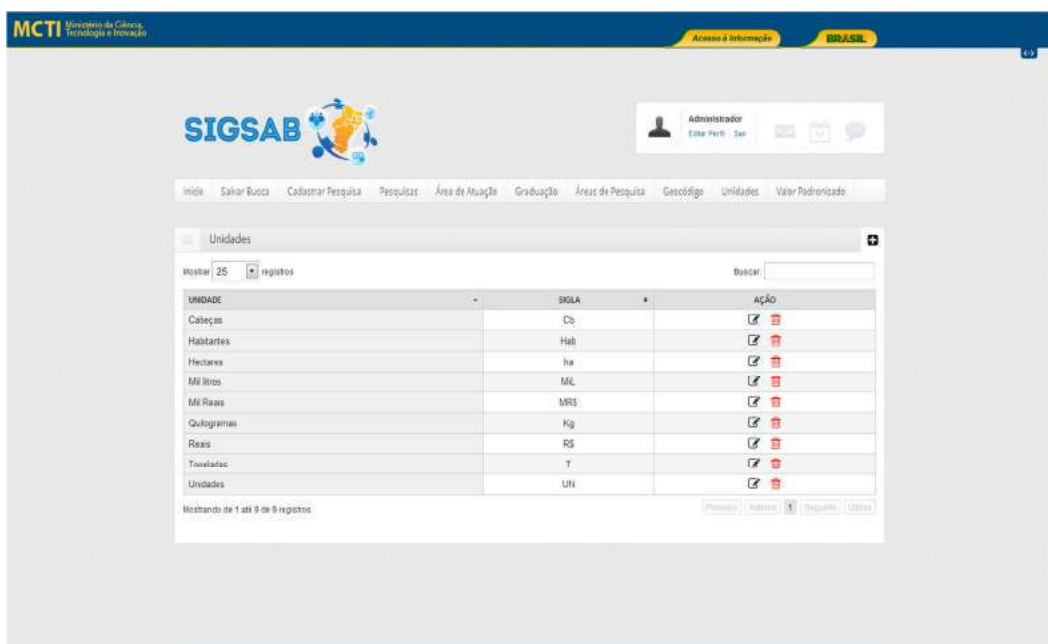 MCTI Ministério da Ciência,
Tecnologia e Inovação
Acesso à Informação
BRASIL
SIGSAB
Administrador
Editar Perfil Sair
Início Salvar Busca Cadastrar Pesquisa Pesquisas Área de Atuação Graduação Áreas de Pesquisa Geocódigo Unidades Valor Padronizado
Unidades
Mostrar 25 registros Buscar:
UNIDADE SIGLA AÇÃO
Cabeças Cb
Habitantes Hab
Hectares ha
Mil litros MiL
Mil Reais MR$
Quilogramas Kg
Reais R$
Toneladas T
Unidades UN
Mostrando de 1 até 9 de 9 registros
Primeiro Anterior 1 Seguinte Último